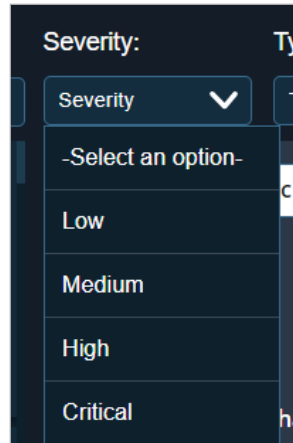 Severity:
Severity
-Select an option-
Low
Medium
High
Critical